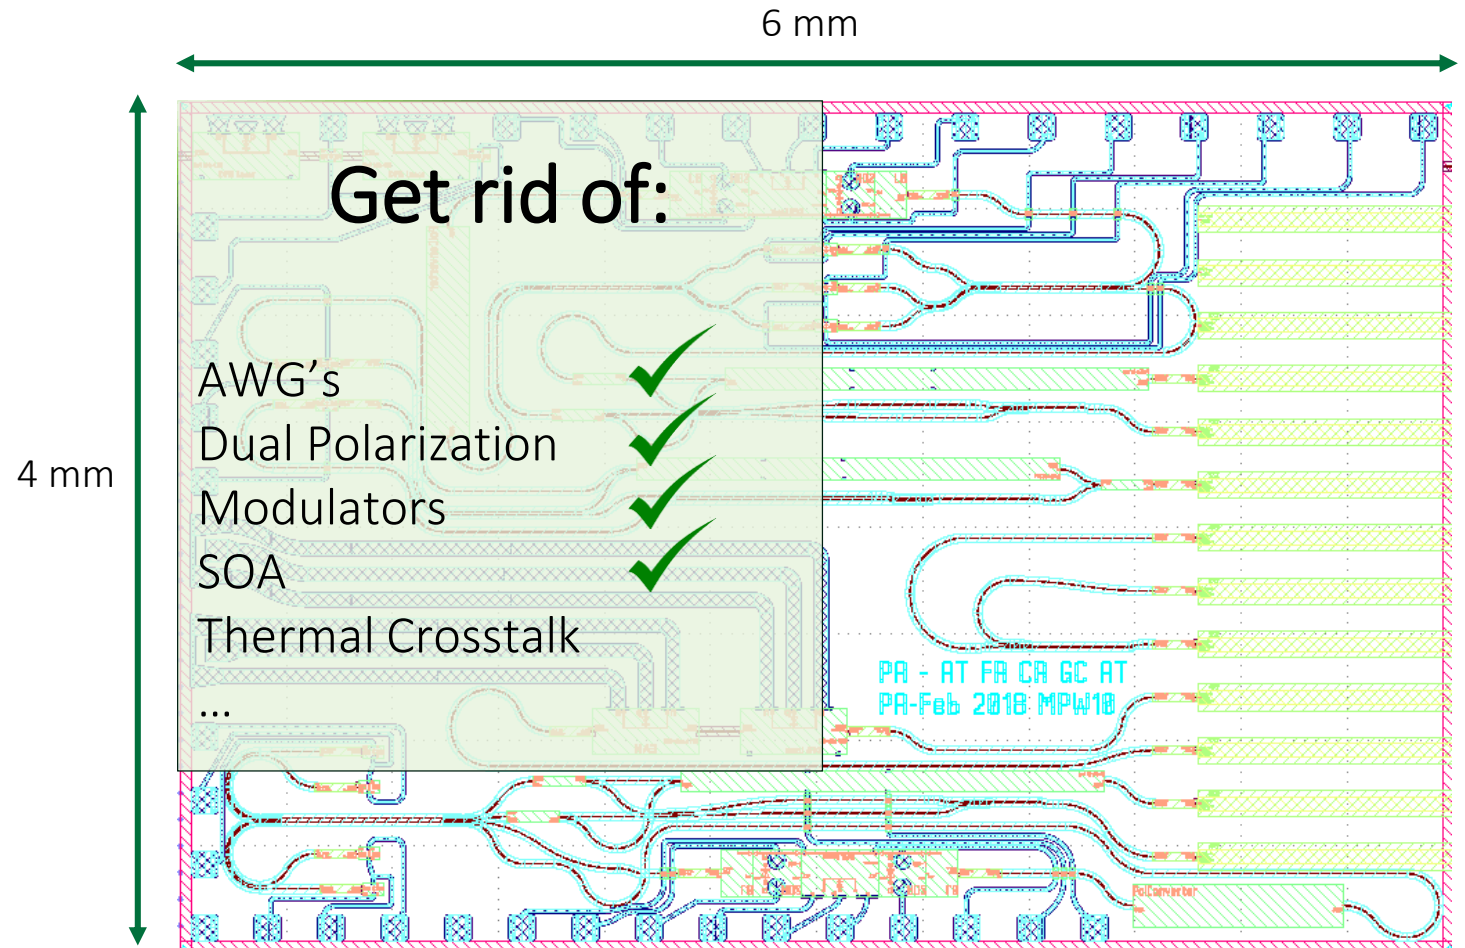 6 mm
4 mm
Get rid of:
AWG's
Dual Polarization
Modulators
SOA
Thermal Crosstalk
...
PA - AT FA CA GC AT
PA-Feb 2018 MPW10
PolConverter